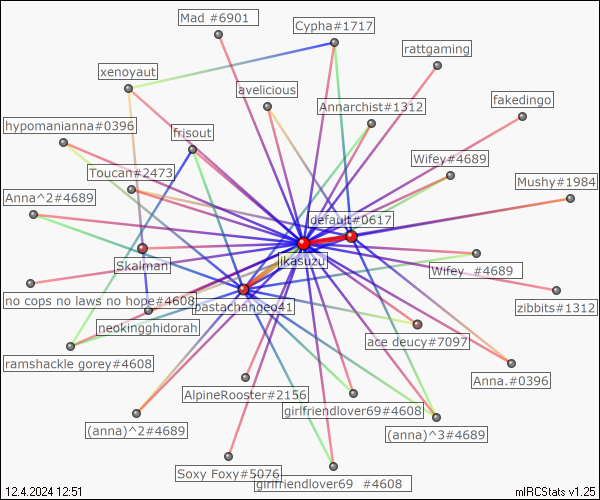 Mad #6901
Cypha#1717
rattgaming
xenoyaut
avelicious
Annarchist#1312
fakedingo
hypomanianna#0396
frisout
Toucan#2473
Wifey#4689
Mushy#1984
Anna^2#4689
default#0617
Skalman
jikasuzuj
Wifey #4689
no cops no laws no hope#4608
pastachangeo41
zibbits#1312
neokingghidorah
ramshackle gorey#4608
ace deucy#7097
Anna.#0396
AlpineRooster#2156
girlfriendlover69#4608
(anna)^2#4689
(anna)^3#4689
Soxy Foxy#5076
girlfriendlover69 #4608
12.4.2024 12:51
mIRCStats v1.25